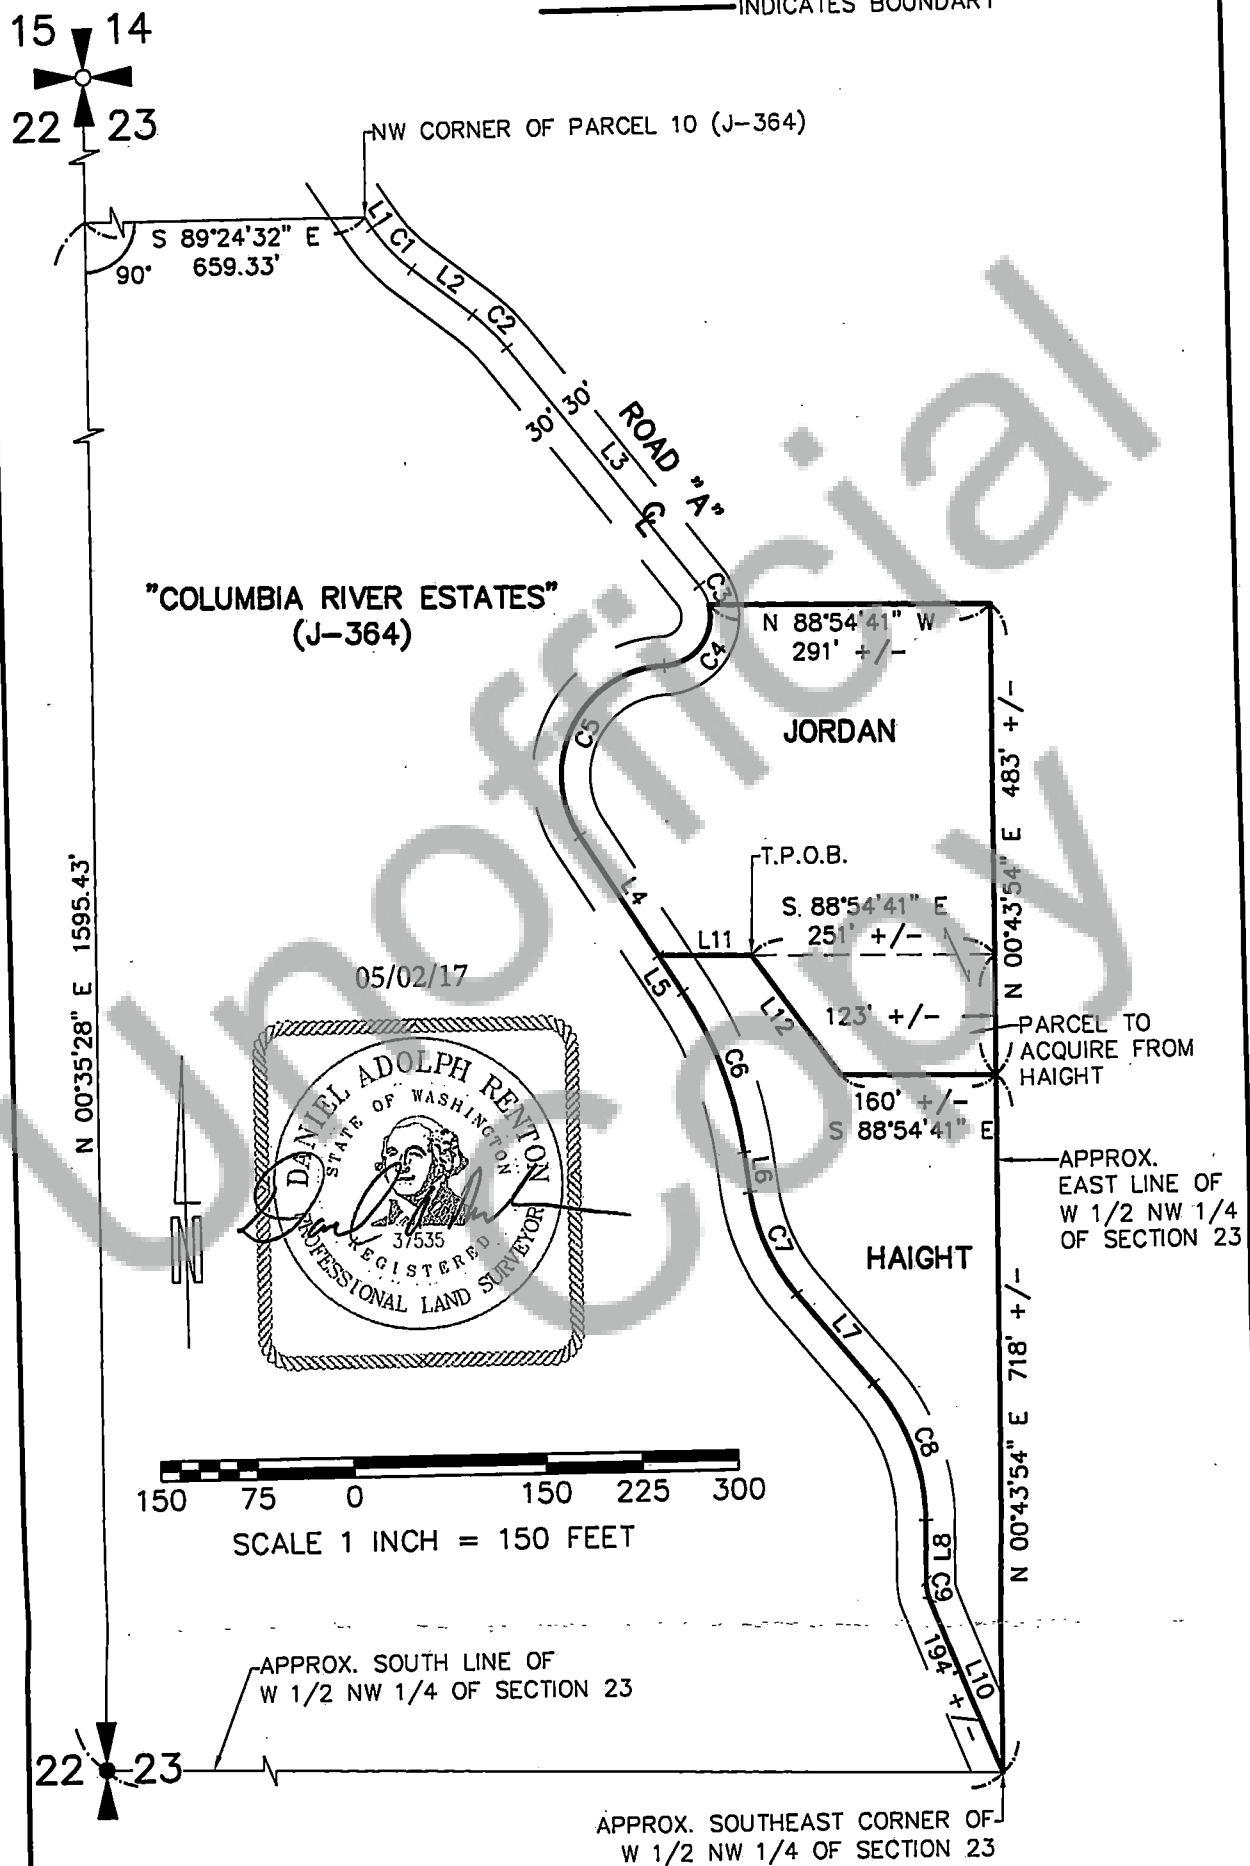 INDICATES BOUNDARY
15 14
22 23
NW CORNER OF PARCEL 10 (J-364)
S 89°24'32" E
659.33'
90°
L1
C1
L2
C2
30'
30'
L3
ROAD "A"
C3
"COLUMBIA RIVER ESTATES"
(J-364)
N 88°54'41" W
291' +/-
C4
C5
JORDAN
N 00°43'54" E 483' +/-
T.P.O.B.
L4
S 88°54'41" E
251' +/-
L11
L5
L12
123' +/-
PARCEL TO
ACQUIRE FROM
HAIGHT
160' +/-
S 88°54'41" E
N 00°35'28" E 1595.43'
05/02/17
DANIEL ADOLPH RENTON
STATE OF WASHINGTON
37535
REGISTERED
PROFESSIONAL LAND SURVEYOR
N
C6
L6
C7
APPROX.
EAST LINE OF
W 1/2 NW 1/4
OF SECTION 23
HAIGHT
L7
C8
N 00°43'54" E 718' +/-
150 75 0 150 225 300
SCALE 1 INCH = 150 FEET
L8
C9
194' +/-
L10
APPROX. SOUTH LINE OF
W 1/2 NW 1/4 OF SECTION 23
22 23
APPROX. SOUTHEAST CORNER OF
W 1/2 NW 1/4 OF SECTION 23
Unofficial
Copy